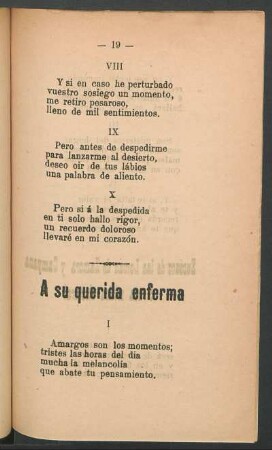 — 19 —
VIII
Y si en caso he perturbado
vuestro sosiego un momento,
me retiro pesaroso,
lleno de mil sentimientos.
IX
Pero antes de despedirme
para lanzarme al desierto,
deseo oir de tus lábios
una palabra de aliento.
X
Pero si á la despedida
en ti solo hallo rigor,
un recuerdo doloroso
llevaré en mi corazón.
A su querida enferma
I
Amargos son los momentos;
tristes las horas del día
mucha la melancolía
que abate tu pensamiento.